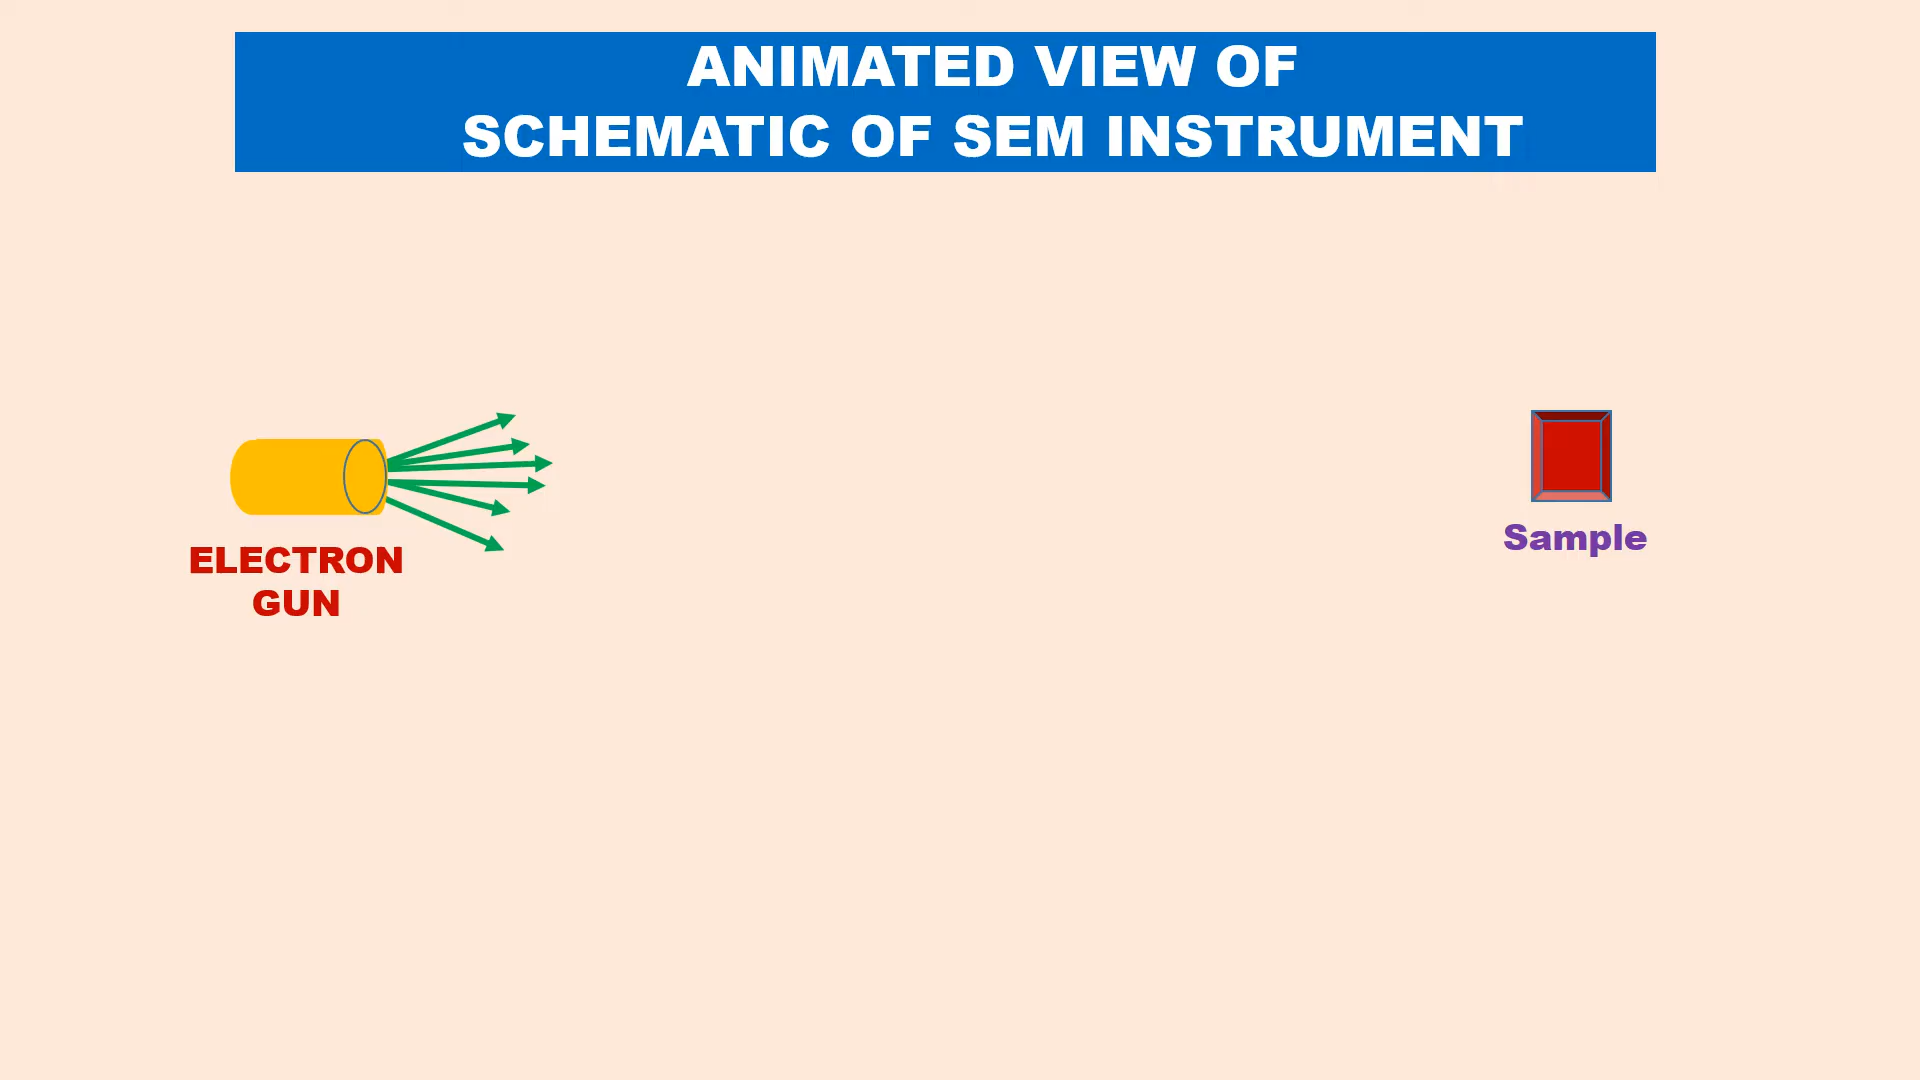 ANIMATED VIEW OF
SCHEMATIC OF SEM INSTRUMENT
ELECTRON
GUN
Sample